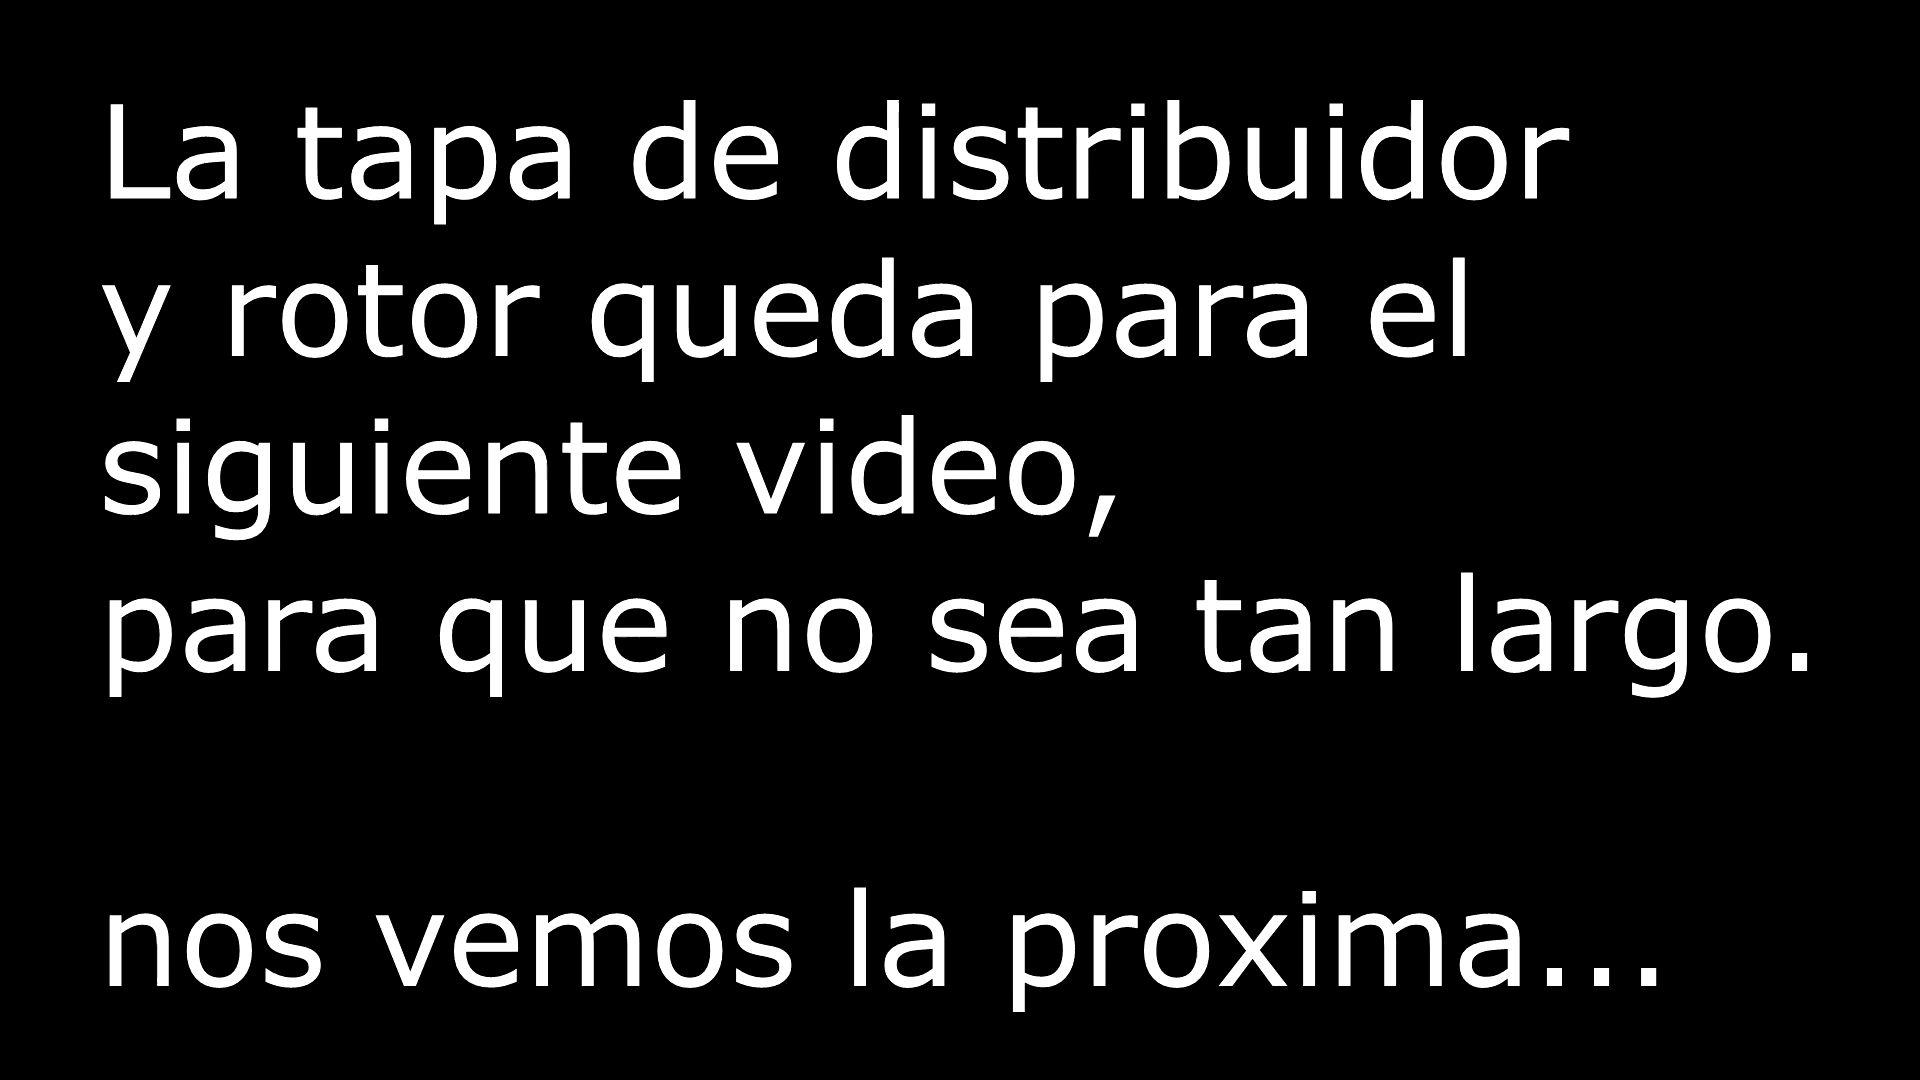 La tapa de distribuidor
y rotor queda para el
siguiente video,
para que no sea tan largo.
nos vemos la proxima...